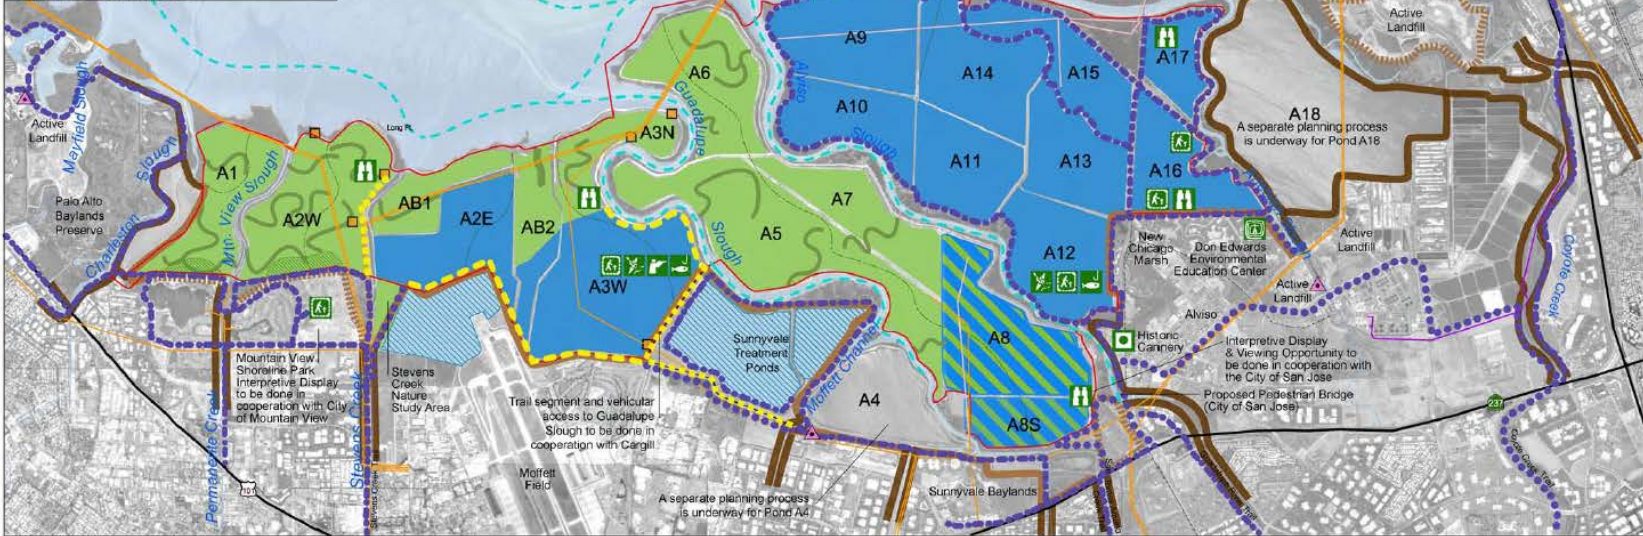 Active
Landfill
Mayfield Slough
Slough
Charleston
Palo Alto
Baylands
Preserve
A1
Mtn. View Slough
A2W
Long Pt.
AB1
A2E
AB2
A3N
A3W
A6
Guadalupe
Slough
A5
A7
A9
A10
A14
A15
A17
Alviso
Slough
A11
A13
A16
A12
A18
A separate planning process
is underway for Pond A18
Active
Landfill
New
Chicago
Marsh
Don Edwards
Environmental
Education Center
Active
Landfill
Active
Landfill
Alviso
Coyote Creek
A8
A8S
Historic
Cannery
Interpretive Display
& Viewing Opportunity to
be done in cooperation with
the City of San Jose
Proposed Pedestrian Bridge
(City of San Jose)
237
Coyote Creek Trail
Sunnyvale
Treatment
Ponds
Moffett Channel
A4
Mountain View
Shoreline Park
Interpretive Display
to be done in
cooperation with City
of Mountain View
Stevens
Creek
Nature
Study Area
Trail segment and vehicular
access to Guadalupe
Slough to be done in
cooperation with Cargill
Permanente Creek
Stevens Creek
Stevens Creek Trail
101
Moffett
Field
A separate planning process
is underway for Pond A4
Sunnyvale Baylands